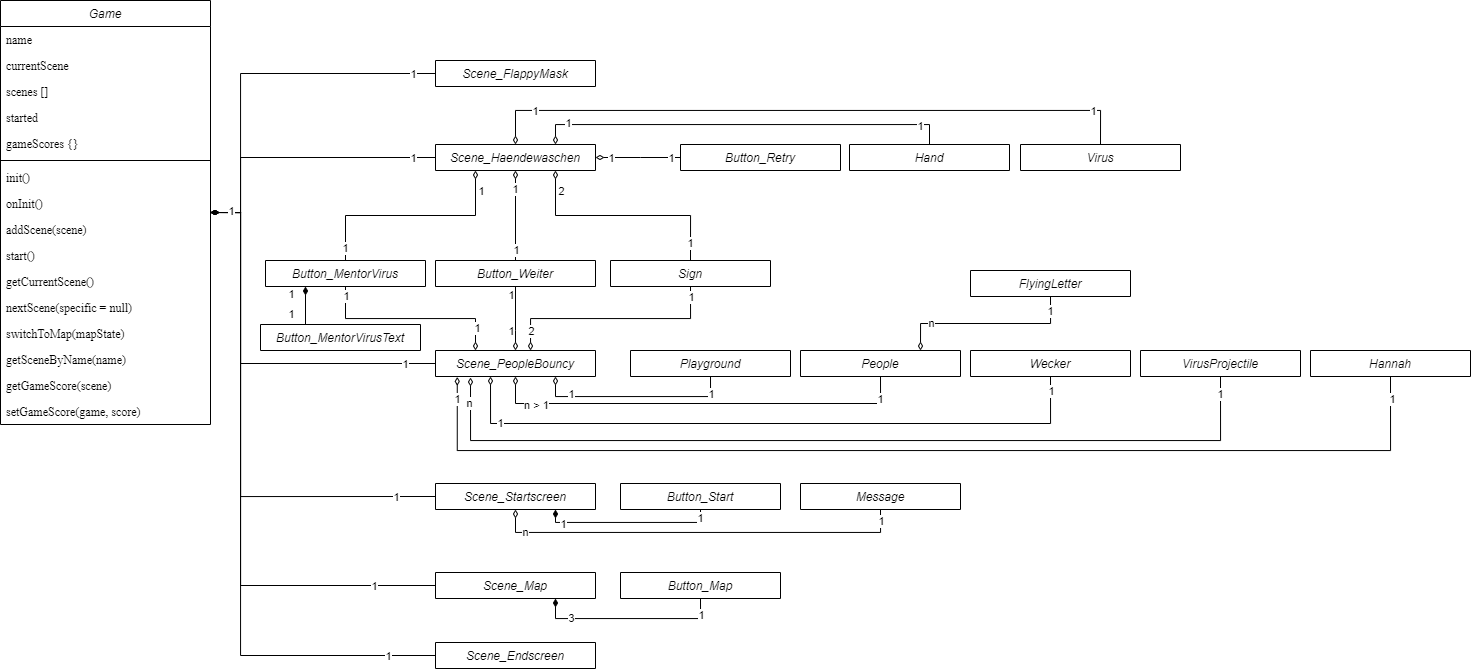 Game
name
currentScene
scenes []
started
gameScores {}
init()
onInit()
addScene(scene)
start()
getCurrentScene()
nextScene(specific = null)
switchToMap(mapState)
getSceneByName(name)
getGameScore(scene)
setGameScore(game, score)
1
1
Scene_FlappyMask
1
1
1
1
1
Scene_Haendewaschen
1
1
Button_Retry
Hand
Virus
1
1
2
1
1
1
Button_MentorVirus
Button_Weiter
Sign
FlyingLetter
1
1
1
1
1
1
n
Button_MentorVirusText
1
1
2
1
Scene_PeopleBouncy
Playground
People
Wecker
VirusProjectile
Hannah
1
n
1
1
n > 1
1
1
1
1
1
1
Scene_Startscreen
Button_Start
Message
1
1
n
1
1
Scene_Map
Button_Map
3
1
1
Scene_Endscreen